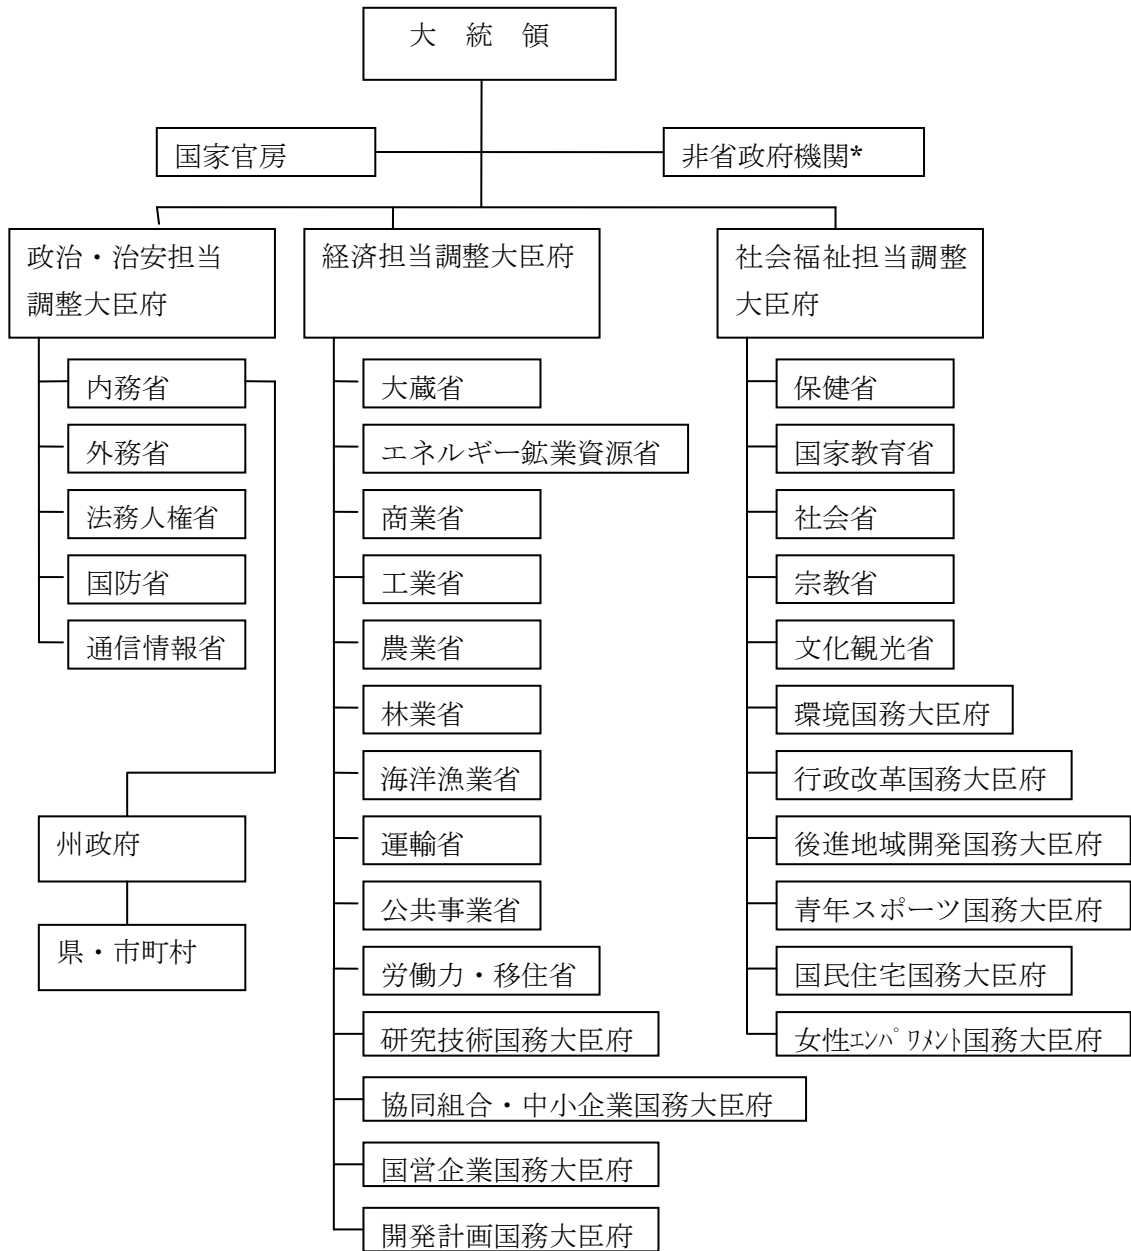 大　統　領
国家官房
非省政府機関*
政治・治安担当
調整大臣府
内務省
外務省
法務人権省
国防省
通信情報省
州政府
県・市町村
経済担当調整大臣府
大蔵省
エネルギー鉱業資源省
商業省
工業省
農業省
林業省
海洋漁業省
運輸省
公共事業省
労働力・移住省
研究技術国務大臣府
協同組合・中小企業国務大臣府
国営企業国務大臣府
開発計画国務大臣府
社会福祉担当調整
大臣府
保健省
国家教育省
社会省
宗教省
文化観光省
環境国務大臣府
行政改革国務大臣府
後進地域開発国務大臣府
青年スポーツ国務大臣府
国民住宅国務大臣府
女性ｴﾝﾊﾟﾜﾒﾝﾄ国務大臣府